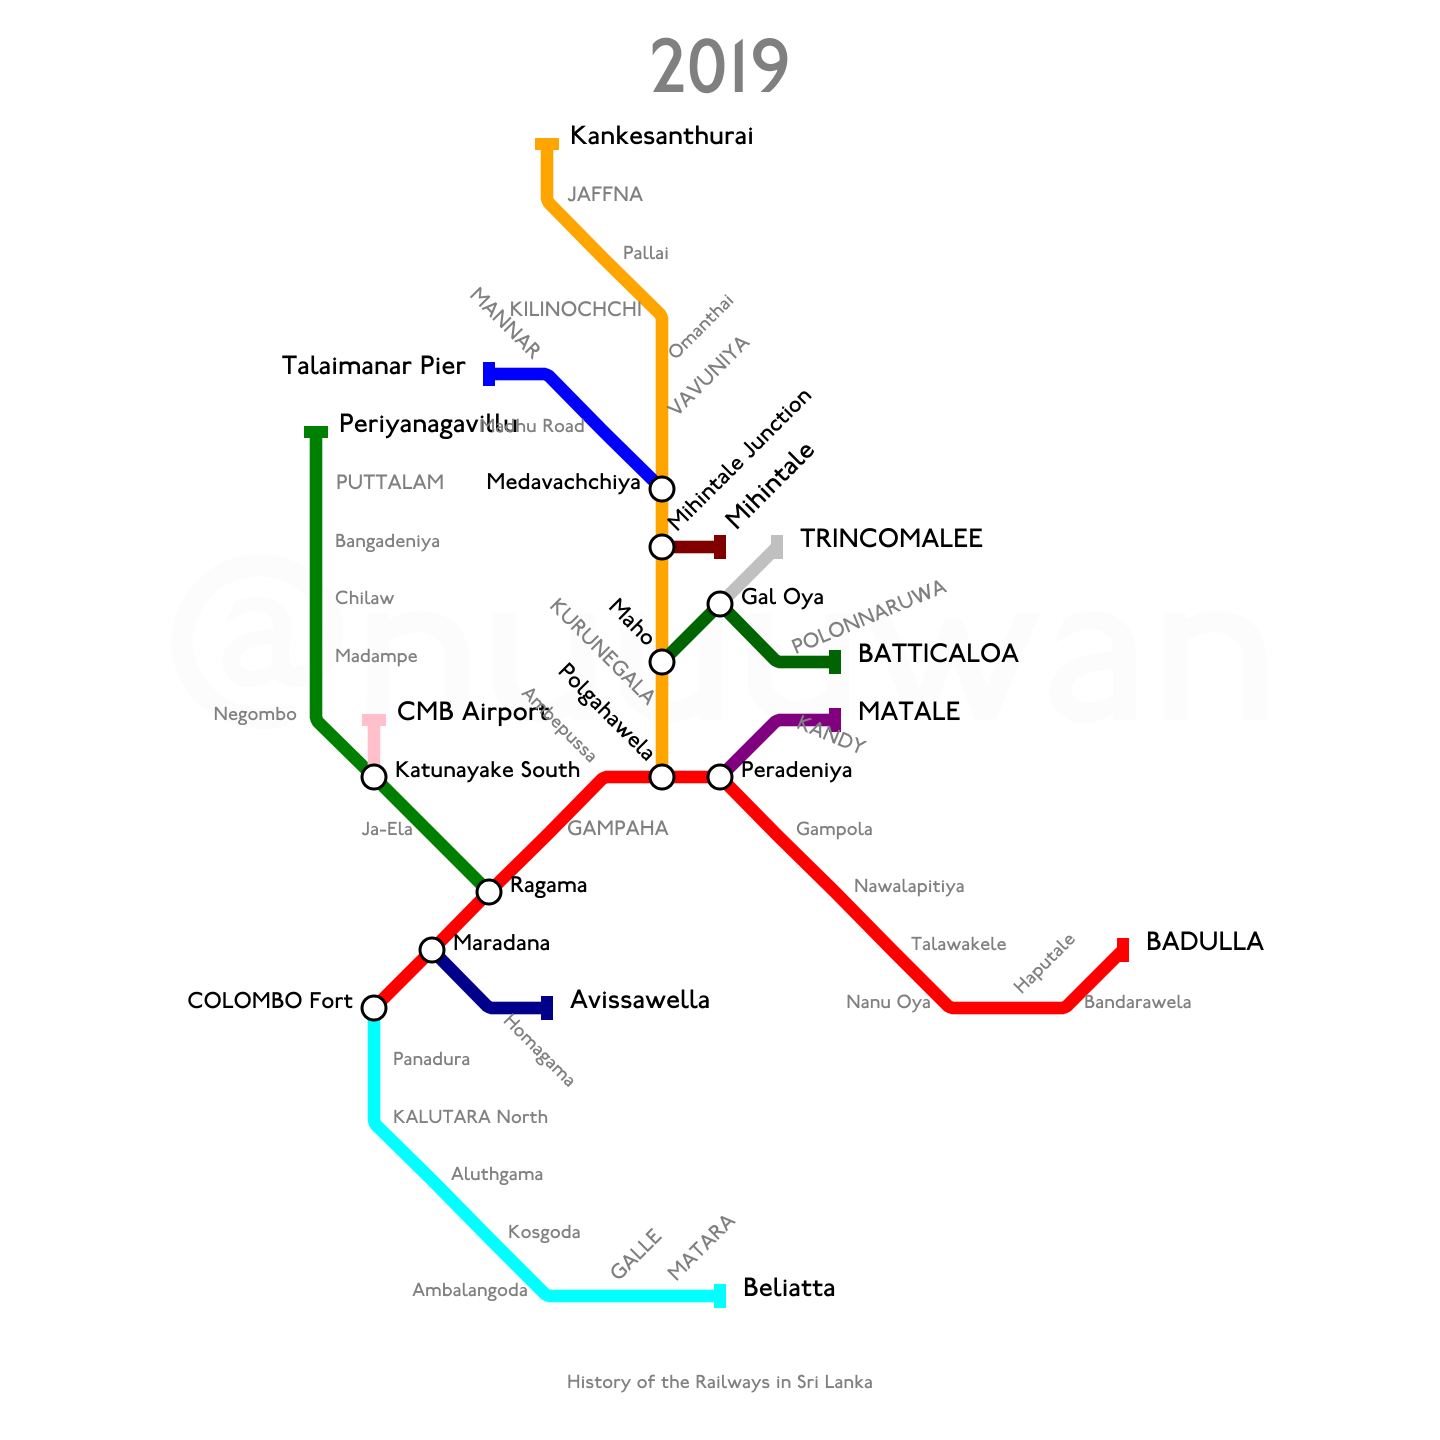 2019
Kankesanthurai
JAFFNA
Pallai
KILINOCHCHI
MANNAR
Omanthai
VAVUNIYA
Talaimanar Pier
Periyanagavillu
Madhu Road
Medavachchiya
PUTTALAM
Mihintale Junction
Mihintale
Bangadeniya
TRINCOMALEE
Chilaw
Gal Oya
POLONNARUWA
Maho
KURUNEGALA
Madampe
BATTICALOA
Polgahawela
Ambepussa
Negombo
CMB Airport
MATALE
KANDY
Katunayake South
Peradeniya
Ja-Ela
GAMPAHA
Gampola
Ragama
Nawalapitiya
Maradana
Talawakele
Haputale
BADULLA
COLOMBO Fort
Avissawella
Nanu Oya
Bandarawela
Homagama
Panadura
KALUTARA North
Aluthgama
Kosgoda
GALLE
MATARA
Ambalangoda
Beliatta
History of the Railways in Sri Lanka